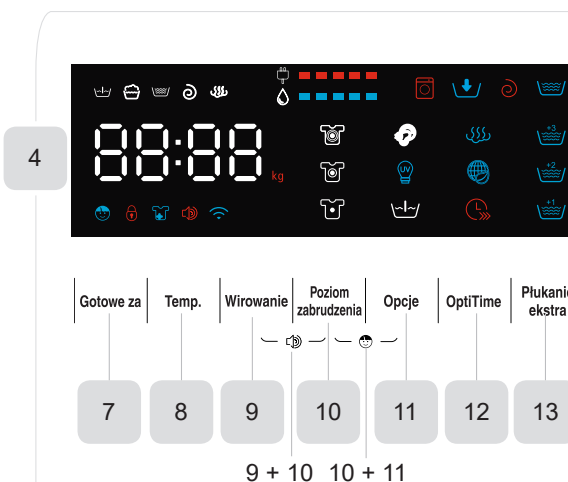 88:88
kg
UV
+3
+2
+1
4
Gotowe za
Temp.
Wirowanie
Poziom
zabrudzenia
Opcje
OptiTime
Płukanie
ekstra
7
8
9
10
11
12
13
9 + 10
10 + 11